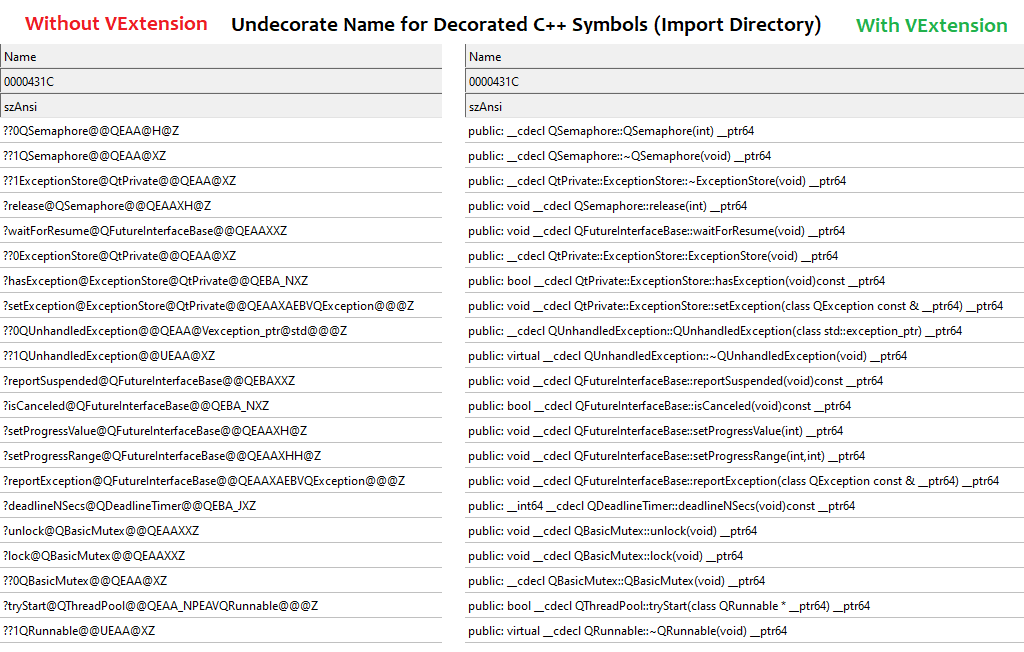 Without VExtension Undecorate Name for Decorated C++ Symbols (Import Directory) With VExtension
Name Name
0000431C 0000431C
szAnsi szAnsi
??0QSemaphore@@QEAA@H@Z public: __cdecl QSemaphore::QSemaphore(int) __ptr64
??1QSemaphore@@QEAA@XZ public: __cdecl QSemaphore::~QSemaphore(void) __ptr64
??1ExceptionStore@QtPrivate@@QEAA@XZ public: __cdecl QtPrivate::ExceptionStore::~ExceptionStore(void) __ptr64
?release@QSemaphore@@QEAAXH@Z public: void __cdecl QSemaphore::release(int) __ptr64
?waitForResume@QFutureInterfaceBase@@QEAAXXZ public: void __cdecl QFutureInterfaceBase::waitForResume(void) __ptr64
??0ExceptionStore@QtPrivate@@QEAA@XZ public: __cdecl QtPrivate::ExceptionStore::ExceptionStore(void) __ptr64
?hasException@ExceptionStore@QtPrivate@@QEBA_NXZ public: bool __cdecl QtPrivate::ExceptionStore::hasException(void)const __ptr64
?setException@ExceptionStore@QtPrivate@@QEAAXAEBVQException@@@Z public: void __cdecl QtPrivate::ExceptionStore::setException(class QException const & __ptr64) __ptr64
??0QUnhandledException@@QEAA@Vexception_ptr@std@@@Z public: __cdecl QUnhandledException::QUnhandledException(class std::exception_ptr) __ptr64
??1QUnhandledException@@UEAA@XZ public: virtual __cdecl QUnhandledException::~QUnhandledException(void) __ptr64
?reportSuspended@QFutureInterfaceBase@@QEBAXXZ public: void __cdecl QFutureInterfaceBase::reportSuspended(void)const __ptr64
?isCanceled@QFutureInterfaceBase@@QEBA_NXZ public: bool __cdecl QFutureInterfaceBase::isCanceled(void)const __ptr64
?setProgressValue@QFutureInterfaceBase@@QEAAXH@Z public: void __cdecl QFutureInterfaceBase::setProgressValue(int) __ptr64
?setProgressRange@QFutureInterfaceBase@@QEAAXHH@Z public: void __cdecl QFutureInterfaceBase::setProgressRange(int,int) __ptr64
?reportException@QFutureInterfaceBase@@QEAAXAEBVQException@@@Z public: void __cdecl QFutureInterfaceBase::reportException(class QException const & __ptr64) __ptr64
?deadlineNSecs@QDeadlineTimer@@QEBA_JXZ public: __int64 __cdecl QDeadlineTimer::deadlineNSecs(void)const __ptr64
?unlock@QBasicMutex@@QEAAXXZ public: void __cdecl QBasicMutex::unlock(void) __ptr64
?lock@QBasicMutex@@QEAAXXZ public: void __cdecl QBasicMutex::lock(void) __ptr64
??0QBasicMutex@@QEAA@XZ public: __cdecl QBasicMutex::QBasicMutex(void) __ptr64
?tryStart@QThreadPool@@QEAA_NPEAVQRunnable@@@Z public: bool __cdecl QThreadPool::tryStart(class QRunnable * __ptr64) __ptr64
??1QRunnable@@UEAA@XZ public: virtual __cdecl QRunnable::~QRunnable(void) __ptr64